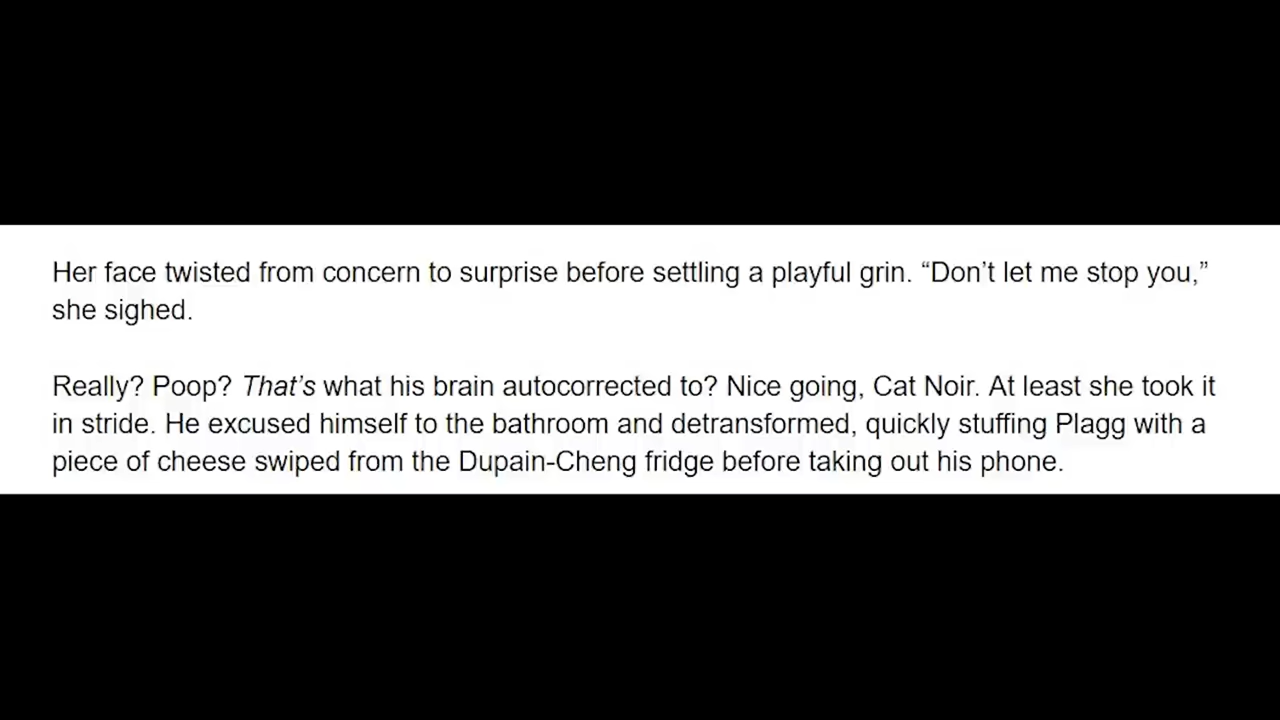 Her face twisted from concern to surprise before settling a playful grin. “Don’t let me stop you,”
she sighed.
Really? Poop? That’s what his brain autocorrected to? Nice going, Cat Noir. At least she took it
in stride. He excused himself to the bathroom and detransformed, quickly stuffing Plagg with a
piece of cheese swiped from the Dupain-Cheng fridge before taking out his phone.